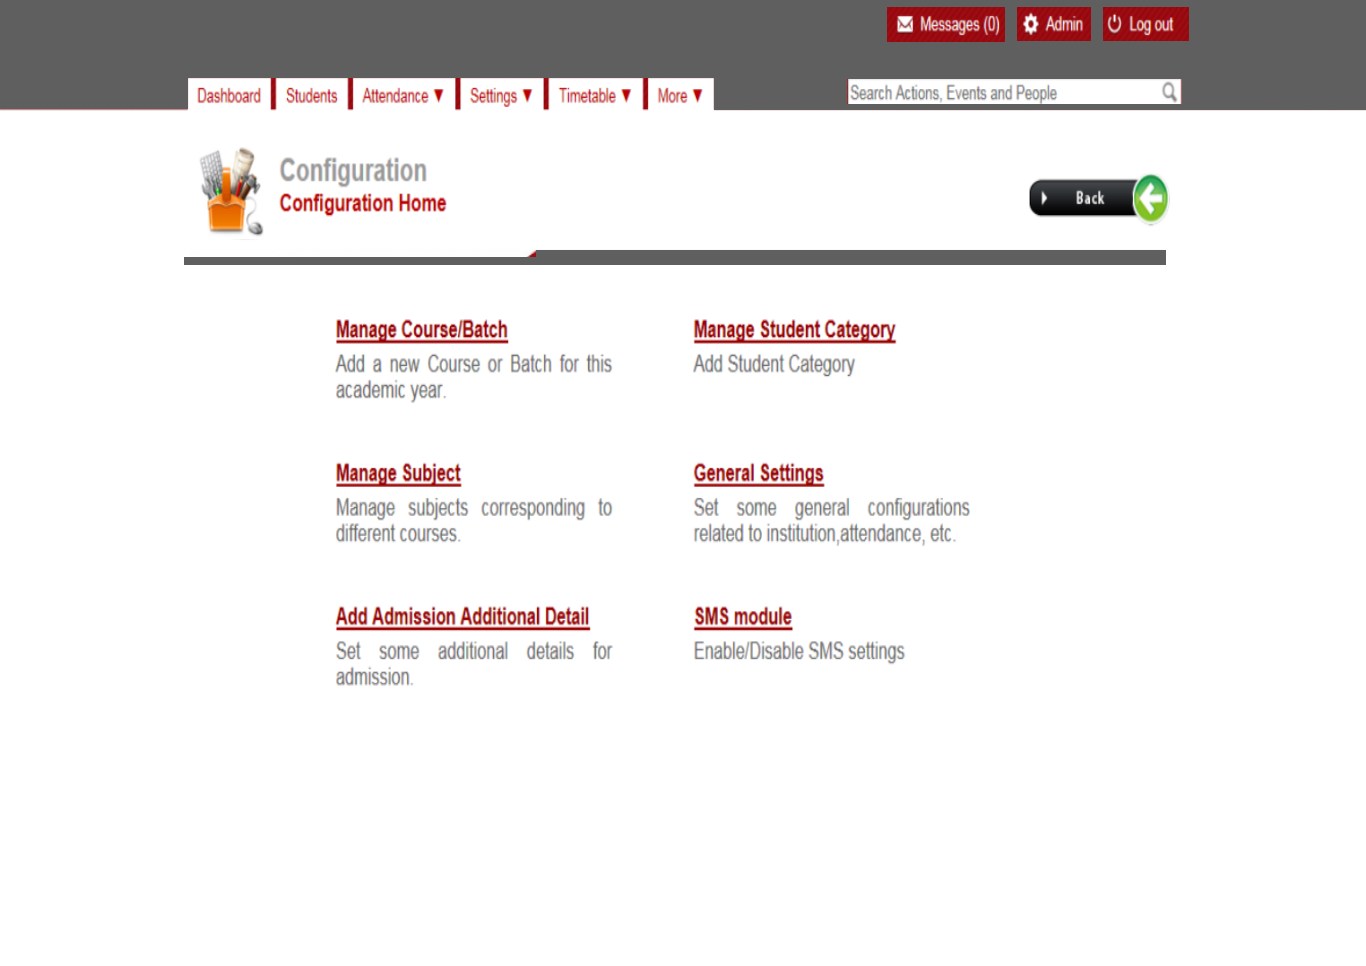 Messages (0) Admin Log out
Dashboard Students Attendance ▼ Settings ▼ Timetable ▼ More ▼ Search Actions, Events and People
Configuration
Configuration Home
Back
Manage Course/Batch
Add a new Course or Batch for this
academic year.
Manage Student Category
Add Student Category
Manage Subject
Manage subjects corresponding to
different courses.
General Settings
Set some general configurations
related to institution,attendance, etc.
Add Admission Additional Detail
Set some additional details for
admission.
SMS module
Enable/Disable SMS settings